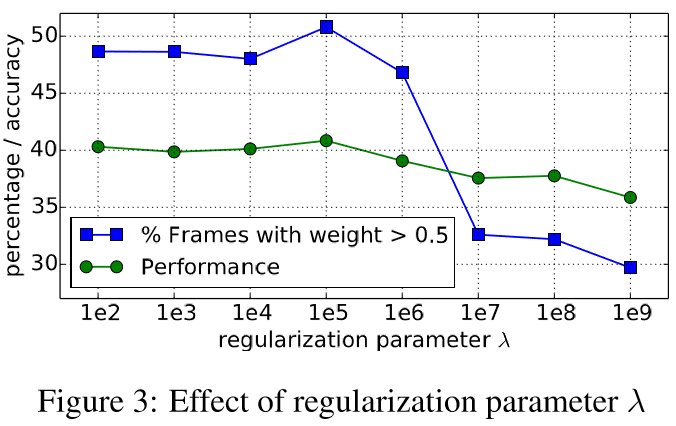 50
45
40
35
30
percentage / accuracy
% Frames with weight > 0.5
Performance
1e2 1e3 1e4 1e5 1e6 1e7 1e8 1e9
regularization parameter λ
Figure 3: Effect of regularization parameter λ